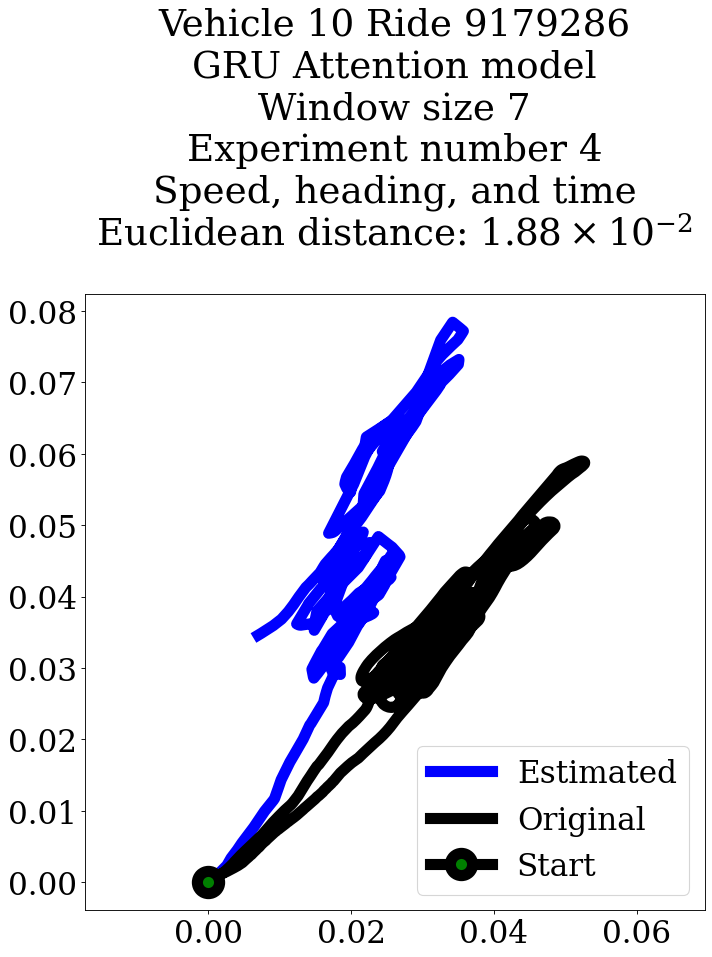 Vehicle 10 Ride 9179286
GRU Attention model
Window size 7
Experiment number 4
Speed, heading, and time
Euclidean distance: 1.88 × 10⁻²
0.08
0.07
0.06
0.05
0.04
0.03
0.02
0.01
0.00
Estimated
Original
Start
0.00 0.02 0.04 0.06